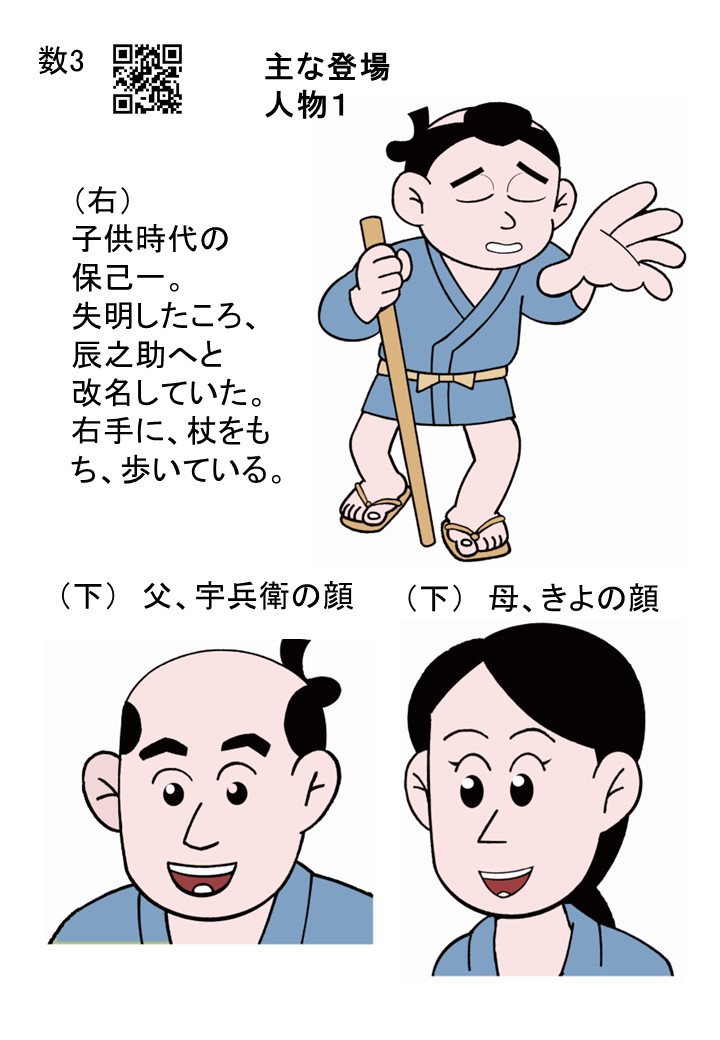 数3
主な登場
人物１
（右）
子供時代の
保己一。
失明したころ、
辰之助へと
改名していた。
右手に、杖をも
ち、歩いている。
（下） 父、宇兵衛の顔
（下） 母、きよの顔